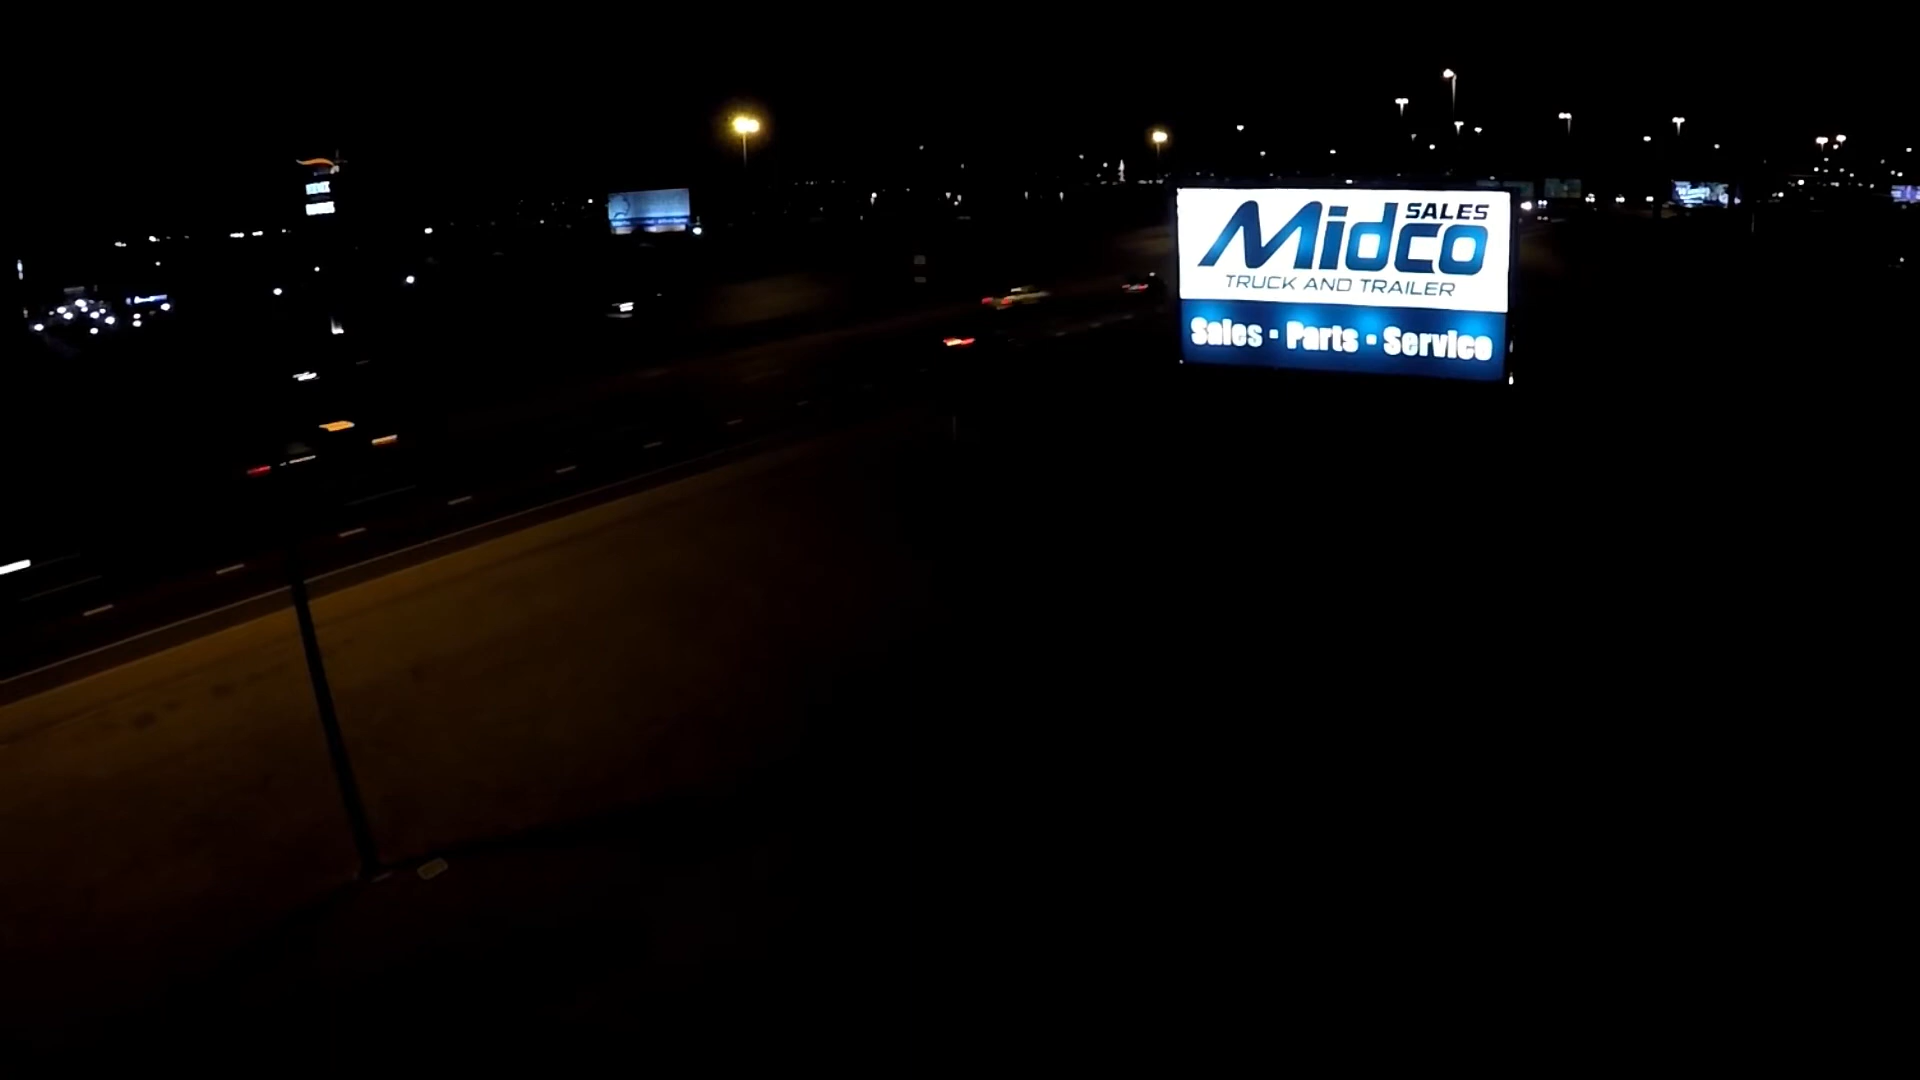 Midco SALES
TRUCK AND TRAILER
Sales · Parts · Service